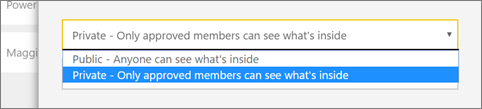 Power
Private - Only approved members can see what's inside
Maggi
Public - Anyone can see what's inside
Private - Only approved members can see what's inside